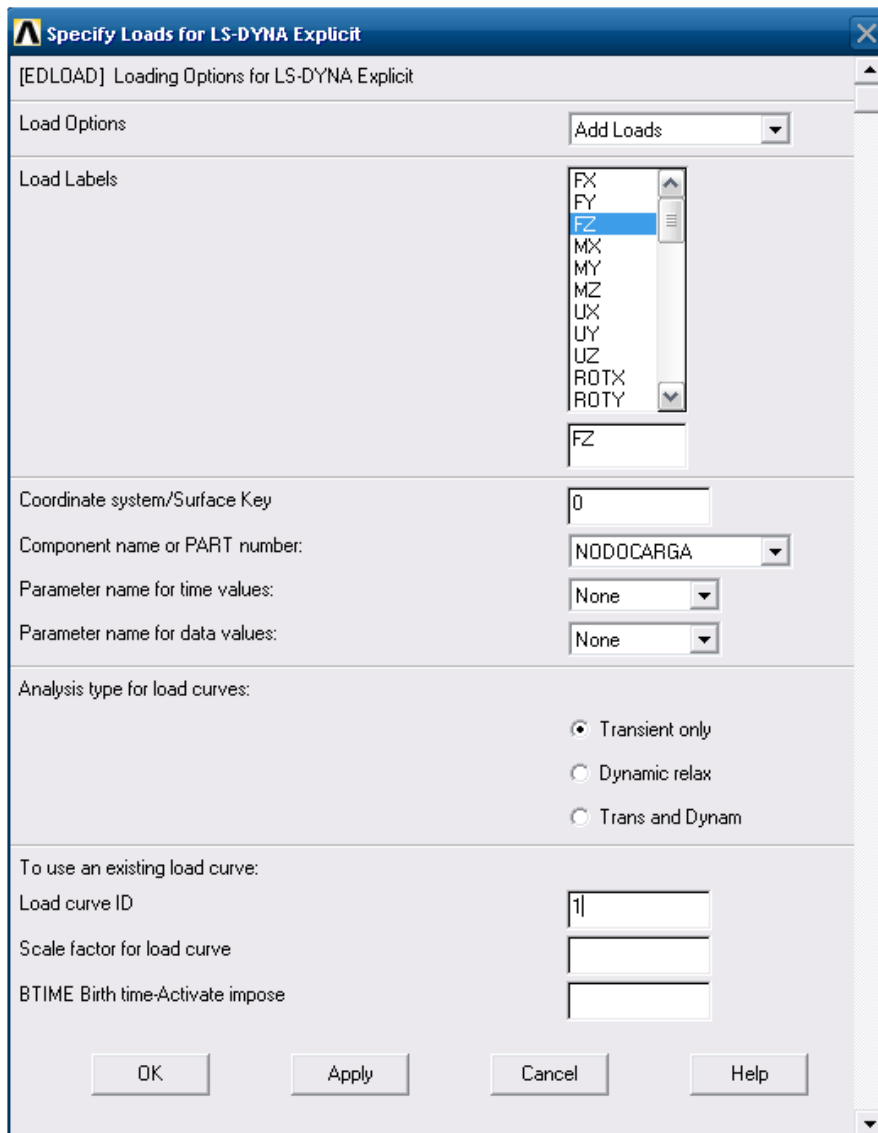 Specify Loads for LS-DYNA Explicit
[EDLOAD] Loading Options for LS-DYNA Explicit
Load Options
Add Loads
Load Labels
FX
FY
FZ
MX
MY
MZ
UX
UY
UZ
ROTX
ROTY
FZ
Coordinate system/Surface Key
0
Component name or PART number:
NODOCARGA
Parameter name for time values:
None
Parameter name for data values:
None
Analysis type for load curves:
Transient only
Dynamic relax
Trans and Dynam
To use an existing load curve:
Load curve ID
1
Scale factor for load curve
BTIME Birth time-Activate impose
OK
Apply
Cancel
Help